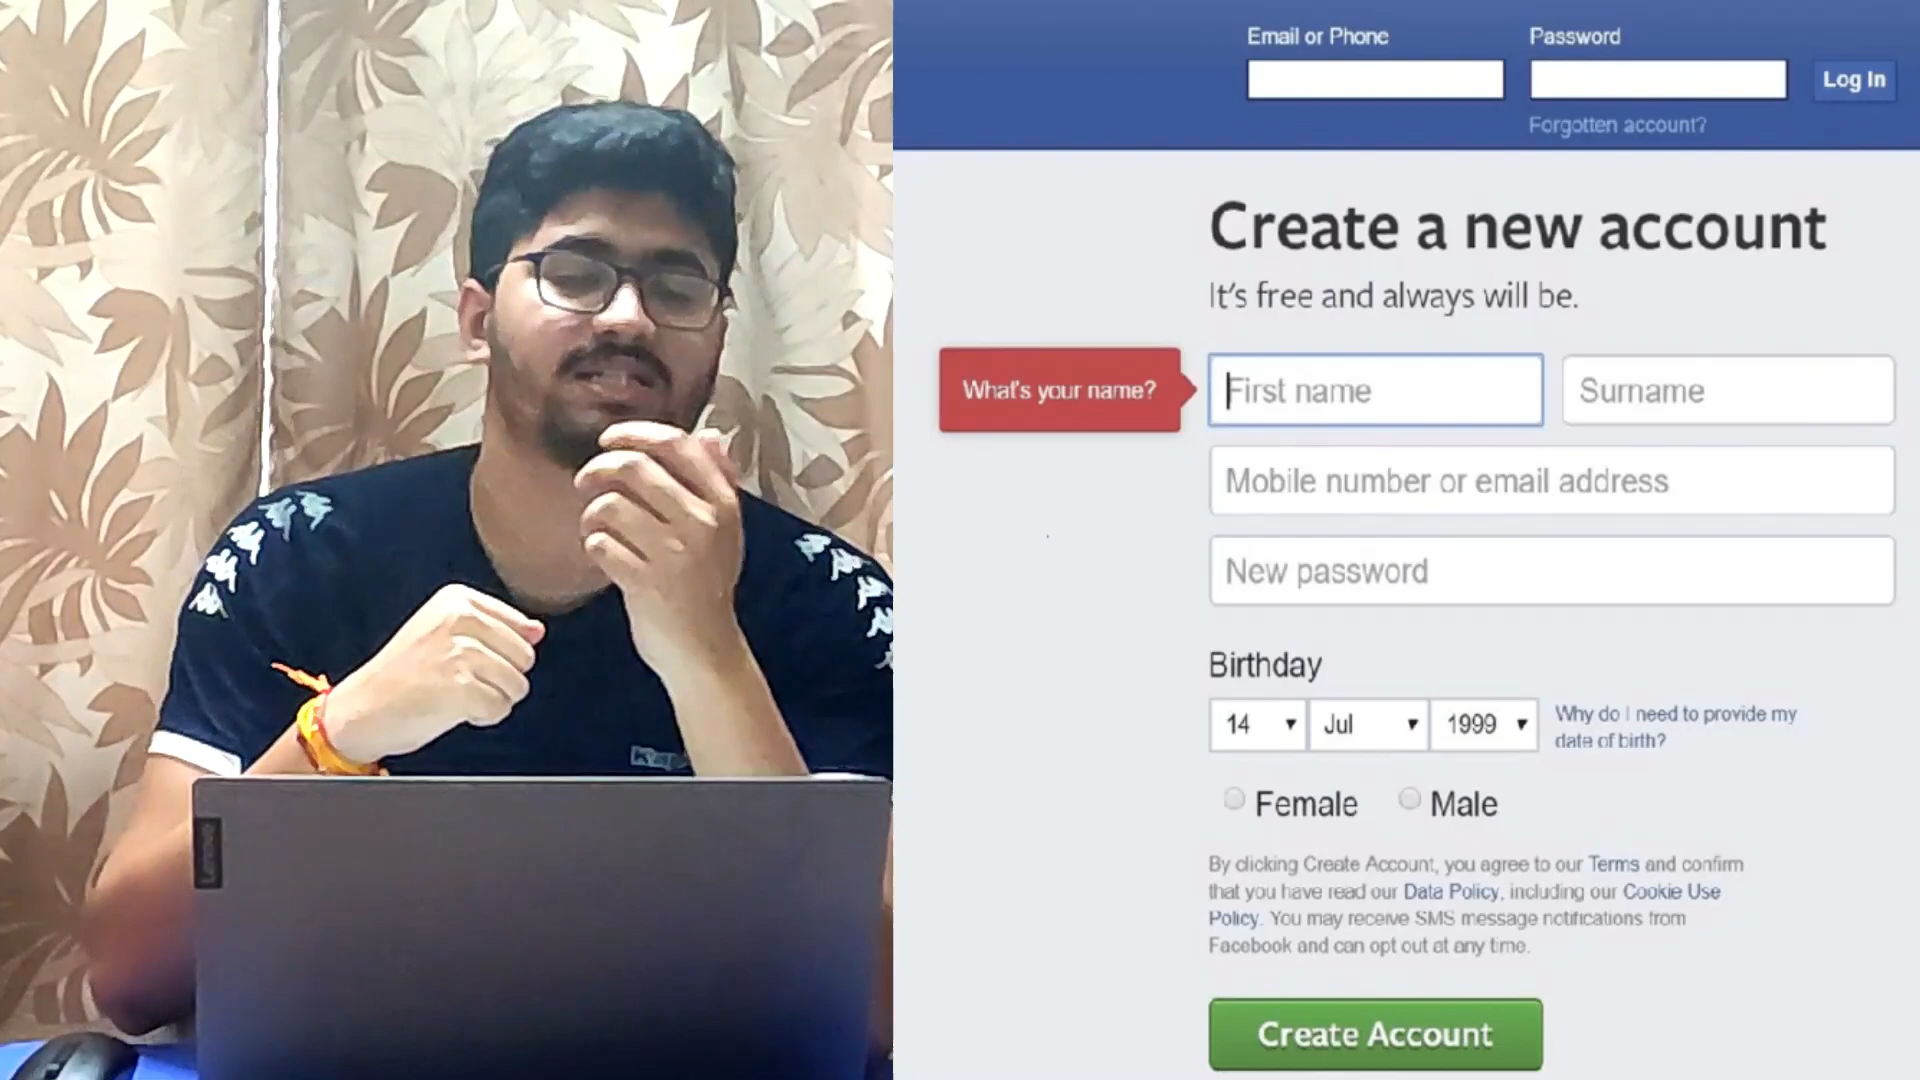 Email or Phone Password
Log In
Forgotten account?
Create a new account
It's free and always will be.
What's your name? First name Surname
Mobile number or email address
New password
Birthday
14 Jul 1999 Why do I need to provide my
date of birth?
Female Male
By clicking Create Account, you agree to our Terms and confirm
that you have read our Data Policy, including our Cookie Use
Policy. You may receive SMS message notifications from
Facebook and can opt out at any time.
Create Account
Lenovo